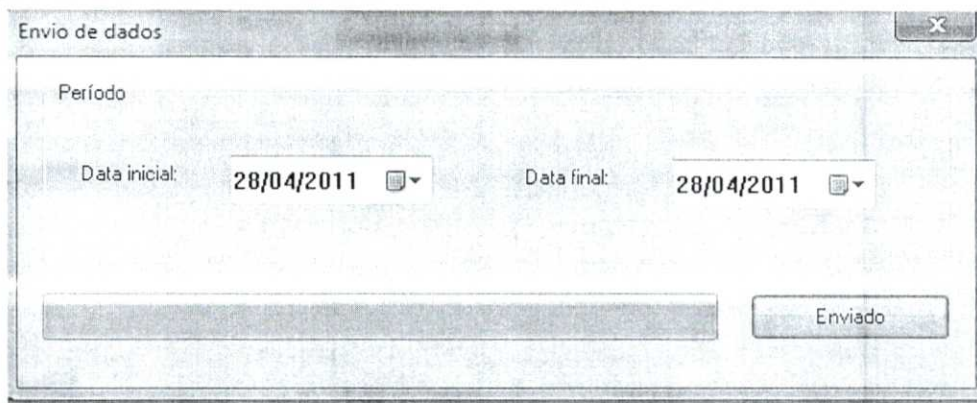 Envio de dados
Período
Data inicial: 28/04/2011 Data final: 28/04/2011
Enviado